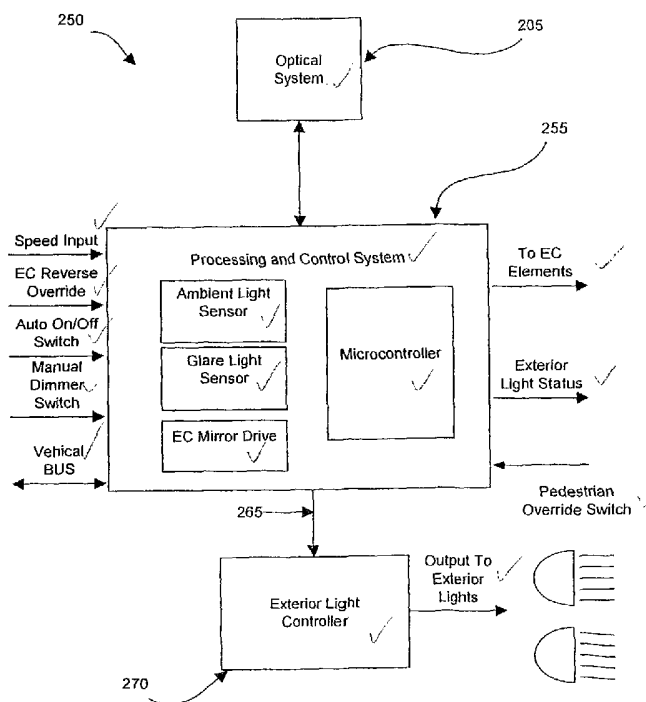 250
205
Optical
System
255
Speed Input
EC Reverse
Override
Auto On/Off
Switch
Manual
Dimmer
Switch
Vehical
BUS
Processing and Control System
Ambient Light
Sensor
Glare Light
Sensor
EC Mirror Drive
Microcontroller
To EC
Elements
Exterior
Light Status
Pedestrian
Override Switch
265
Exterior Light
Controller
Output To
Exterior
Lights
270